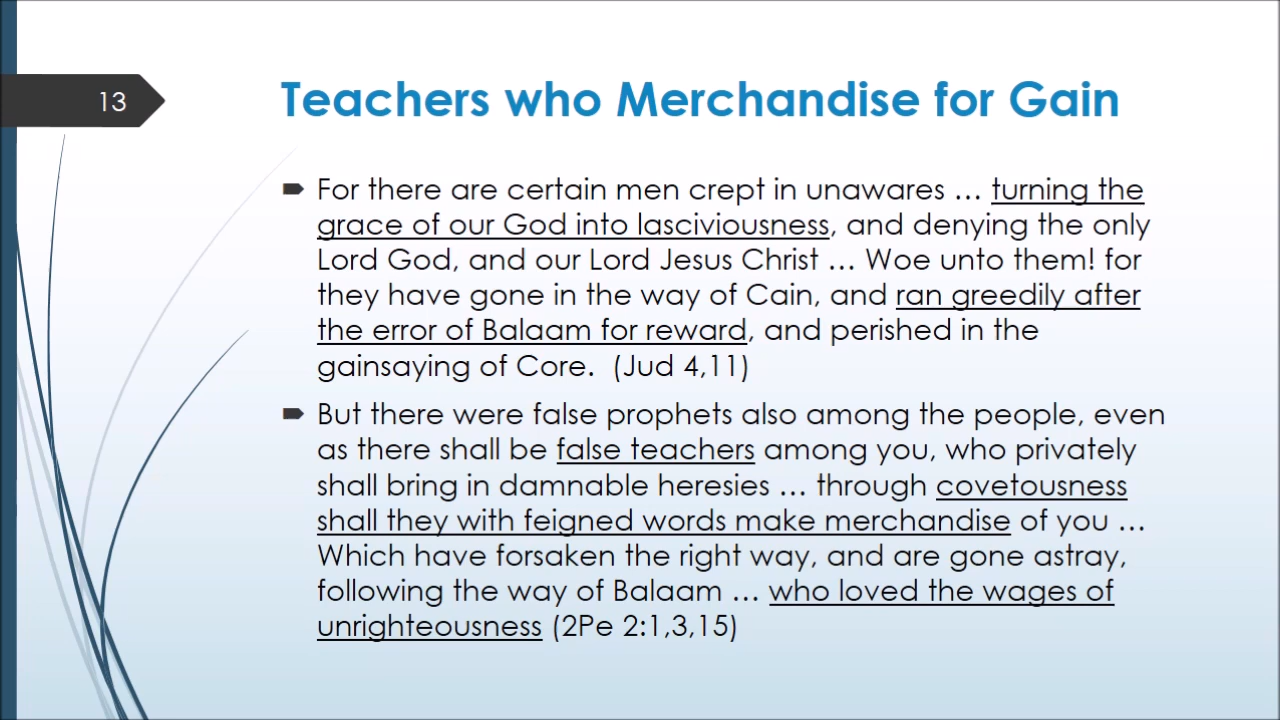 13
Teachers who Merchandise for Gain
For there are certain men crept in unawares … turning the
grace of our God into lasciviousness, and denying the only
Lord God, and our Lord Jesus Christ … Woe unto them! for
they have gone in the way of Cain, and ran greedily after
the error of Balaam for reward, and perished in the
gainsaying of Core.  (Jud 4,11)
But there were false prophets also among the people, even
as there shall be false teachers among you, who privately
shall bring in damnable heresies … through covetousness
shall they with feigned words make merchandise of you …
Which have forsaken the right way, and are gone astray,
following the way of Balaam … who loved the wages of
unrighteousness (2Pe 2:1,3,15)